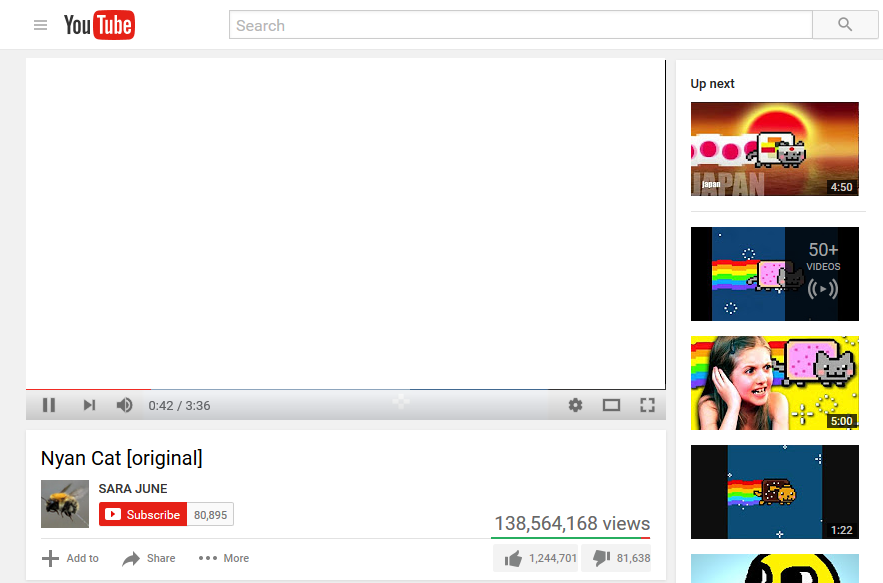 YouTube
Search
0:42 / 3:36
Nyan Cat [original]
SARA JUNE
Subscribe 80,895
138,564,168 views
Add to Share More
1,244,701 81,638
Up next
japan
JAPAN
4:50
50+
VIDEOS
5:00
1:22